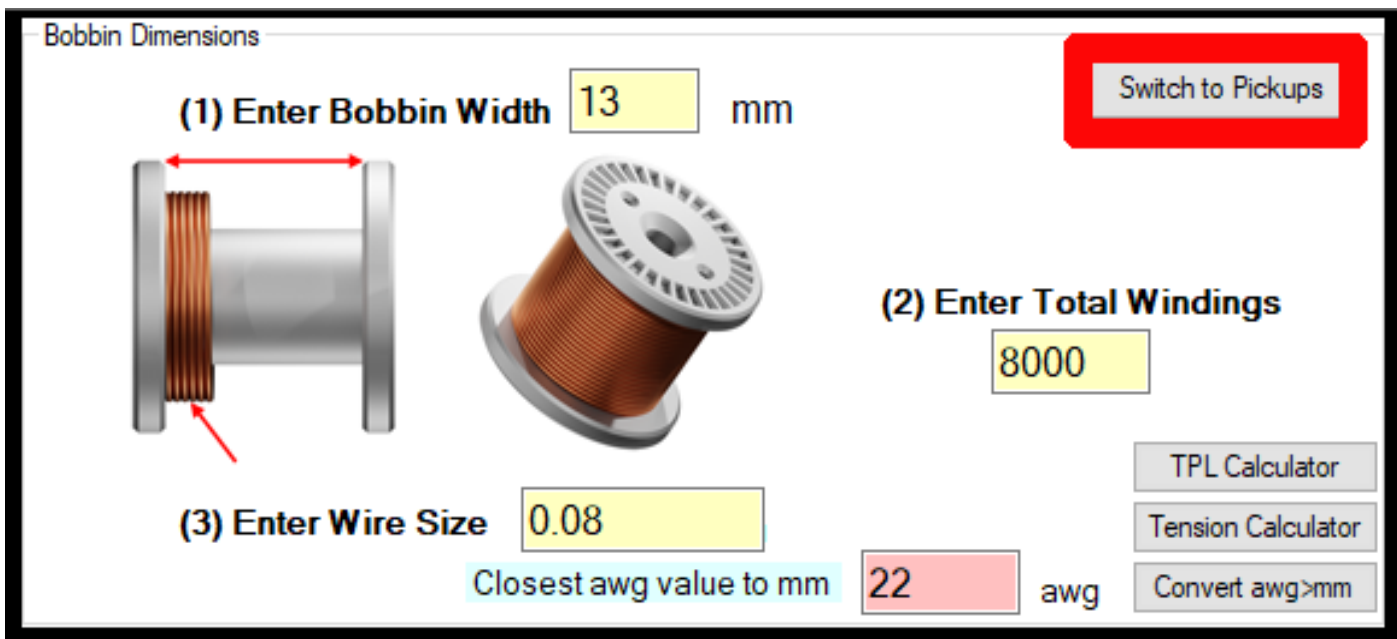 Bobbin Dimensions
Switch to Pickups
(1) Enter Bobbin Width 13 mm
(2) Enter Total Windings
8000
TPL Calculator
(3) Enter Wire Size 0.08
Tension Calculator
Closest awg value to mm 22 awg
Convert awg>mm